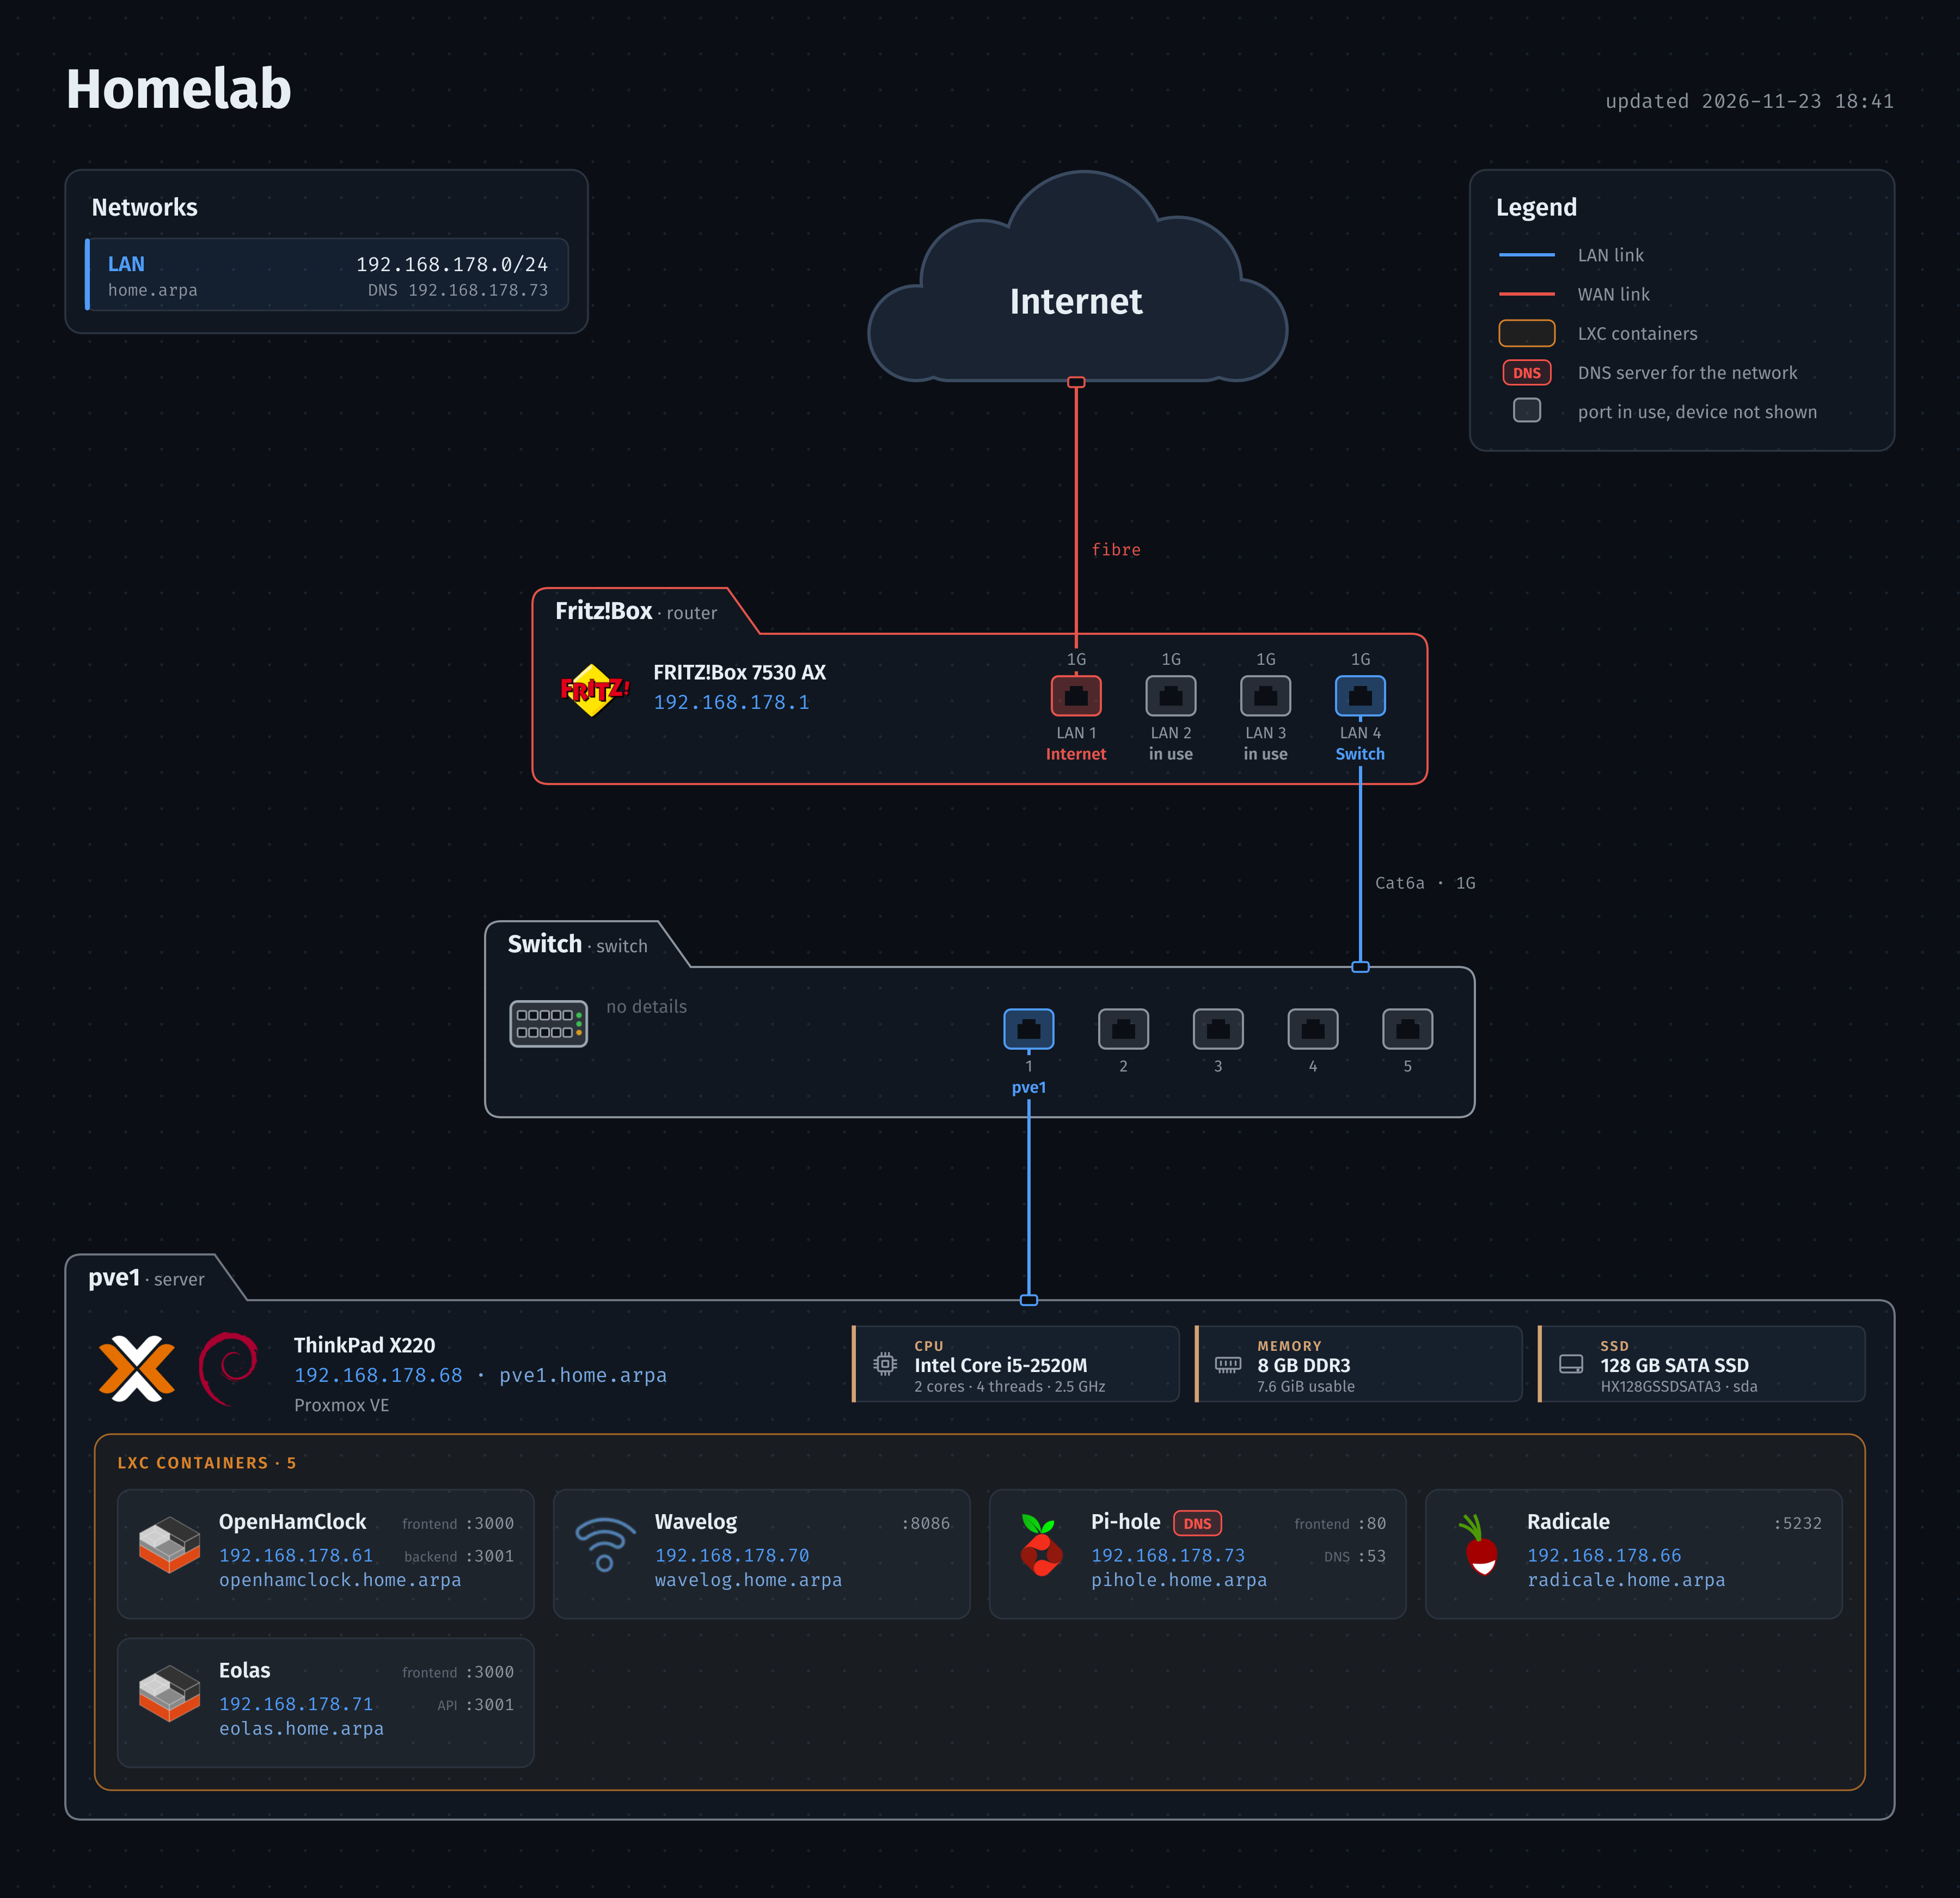 Homelab
updated 2026-11-23 18:41
Networks
LAN 192.168.178.0/24
home.arpa DNS 192.168.178.73
Internet
Legend
LAN link
WAN link
LXC containers
DNS DNS server for the network
port in use, device not shown
fibre
Fritz!Box · router
FRITZ!
FRITZ!Box 7530 AX
192.168.178.1
1G 1G 1G 1G
LAN 1 LAN 2 LAN 3 LAN 4
Internet in use in use Switch
Cat6a · 1G
Switch · switch
no details
1 2 3 4 5
pve1
pve1 · server
ThinkPad X220
192.168.178.68 · pve1.home.arpa
Proxmox VE
CPU
Intel Core i5-2520M
2 cores · 4 threads · 2.5 GHz
MEMORY
8 GB DDR3
7.6 GiB usable
SSD
128 GB SATA SSD
HX128GSSDSATA3 · sda
LXC CONTAINERS · 5
OpenHamClock frontend :3000
192.168.178.61 backend :3001
openhamclock.home.arpa
Wavelog :8086
192.168.178.70
wavelog.home.arpa
Pi-hole DNS frontend :80
192.168.178.73 DNS :53
pihole.home.arpa
Radicale :5232
192.168.178.66
radicale.home.arpa
Eolas frontend :3000
192.168.178.71 API :3001
eolas.home.arpa